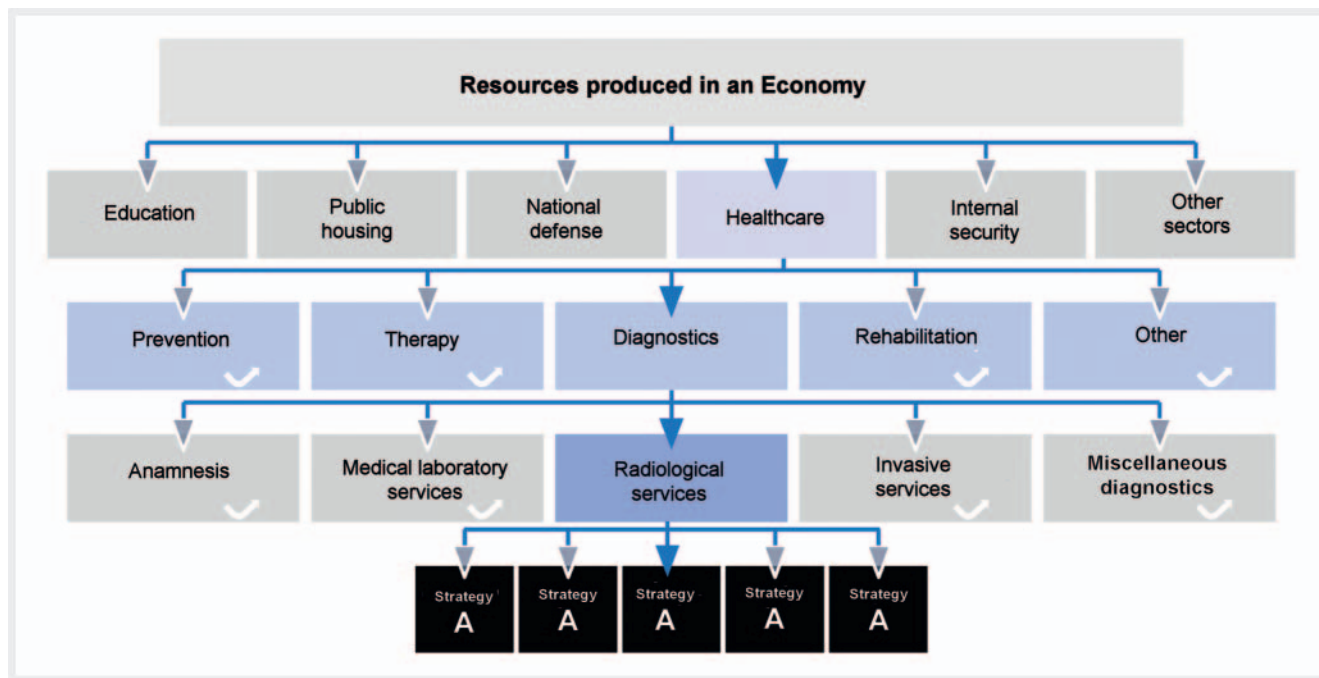 Resources produced in an Economy
Education
Public
housing
National
defense
Healthcare
Internal
security
Other
sectors
Prevention
Therapy
Diagnostics
Rehabilitation
Other
Anamnesis
Medical laboratory
services
Radiological
services
Invasive
services
Miscellaneous
diagnostics
Strategy
A
Strategy
A
Strategy
A
Strategy
A
Strategy
A